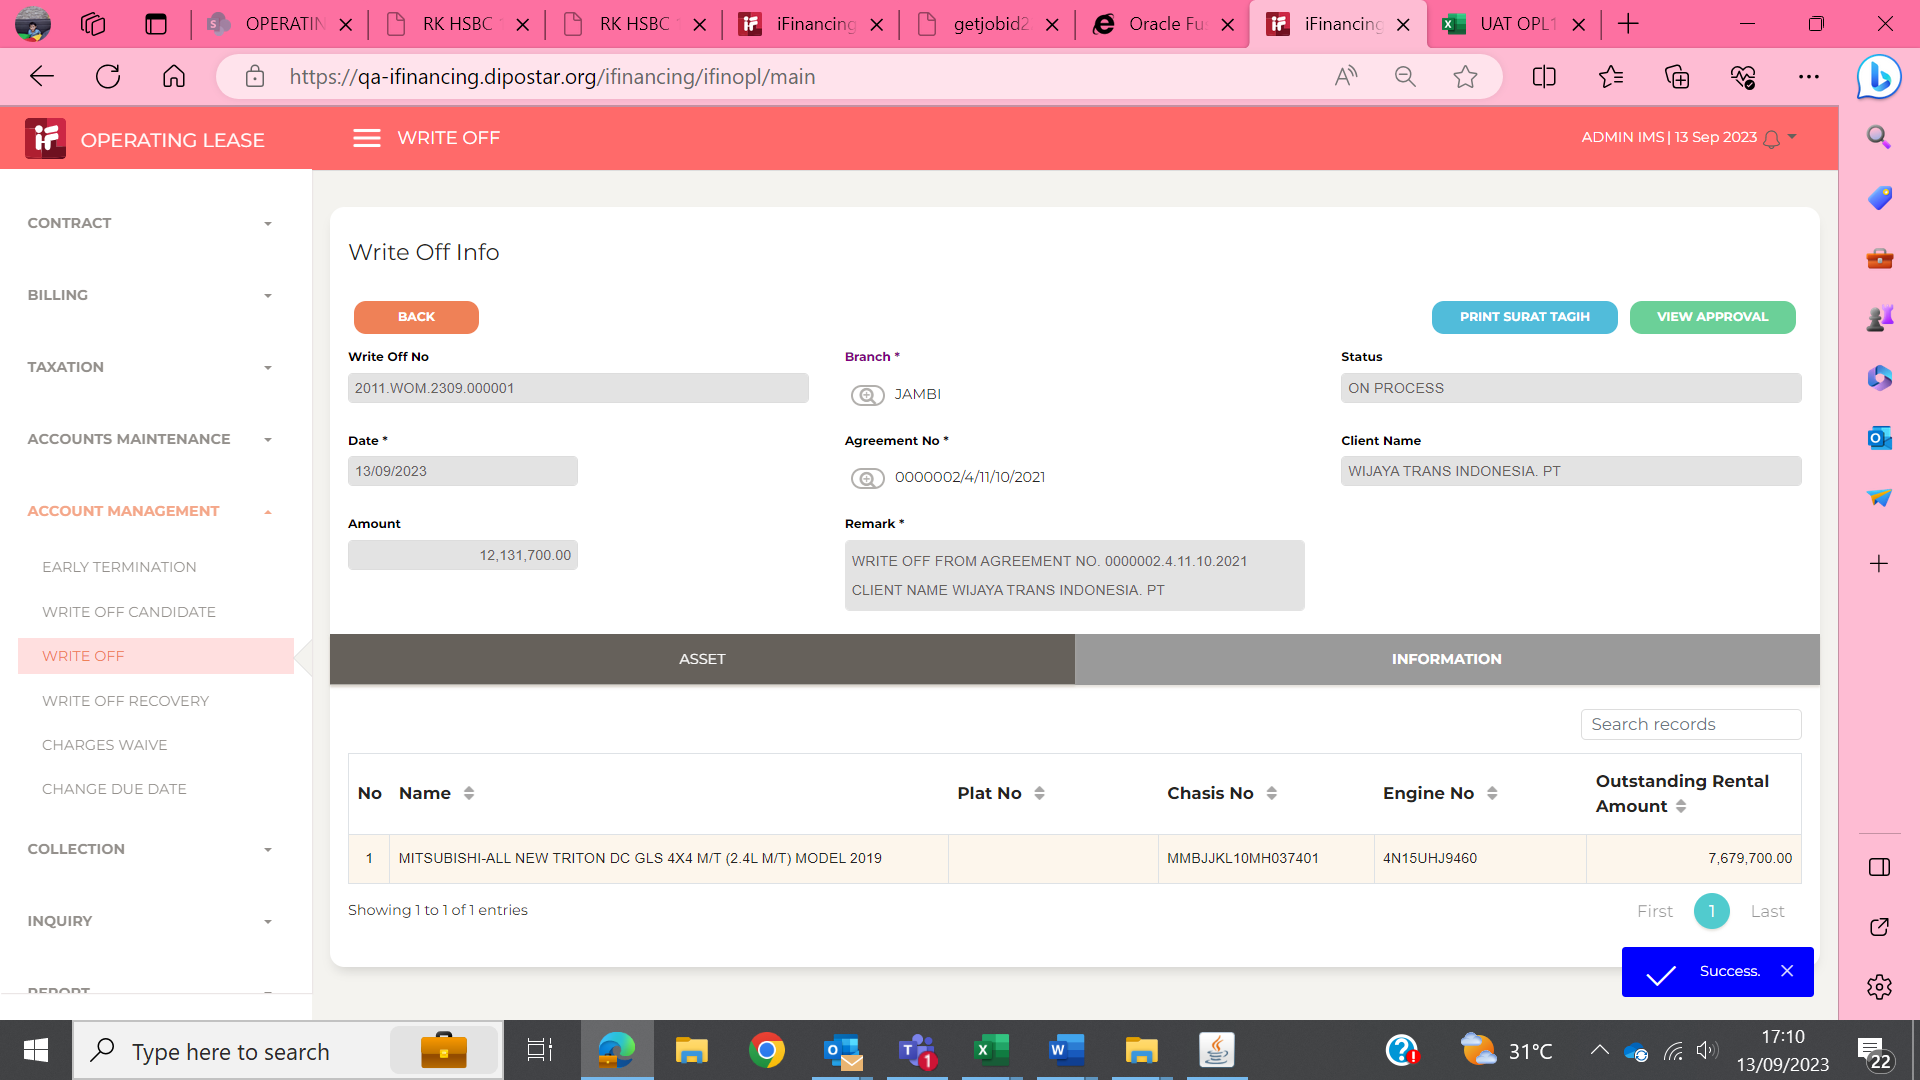 OPERATIN
RK HSBC
RK HSBC
iFinancing
getjobid2
Oracle Fu
iFinancing
UAT OPL1
https://qa-ifinancing.dipostar.org/ifinancing/ifinopl/main
iF OPERATING LEASE
WRITE OFF
ADMIN IMS | 13 Sep 2023
CONTRACT
BILLING
TAXATION
ACCOUNTS MAINTENANCE
ACCOUNT MANAGEMENT
EARLY TERMINATION
WRITE OFF CANDIDATE
WRITE OFF
WRITE OFF RECOVERY
CHARGES WAIVE
CHANGE DUE DATE
COLLECTION
INQUIRY
REPORT
Write Off Info
BACK
PRINT SURAT TAGIH
VIEW APPROVAL
Write Off No
2011.WOM.2309.000001
Branch *
JAMBI
Status
ON PROCESS
Date *
13/09/2023
Agreement No *
0000002/4/11/10/2021
Client Name
WIJAYA TRANS INDONESIA. PT
Amount
12,131,700.00
Remark *
WRITE OFF FROM AGREEMENT NO. 0000002.4.11.10.2021
CLIENT NAME WIJAYA TRANS INDONESIA. PT
ASSET
INFORMATION
Search records
No Name Plat No Chasis No Engine No Outstanding Rental
Amount
1 MITSUBISHI-ALL NEW TRITON DC GLS 4X4 M/T (2.4L M/T) MODEL 2019 MMBJJKL10MH037401 4N15UHJ9460 7,679,700.00
Showing 1 to 1 of 1 entries
First 1 Last
Success.
Type here to search
1
31°C
17:10
13/09/2023
22